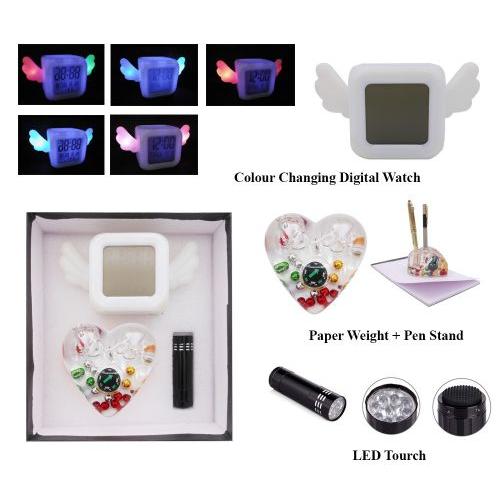 Colour Changing Digital Watch
Paper Weight + Pen Stand
LED Tourch